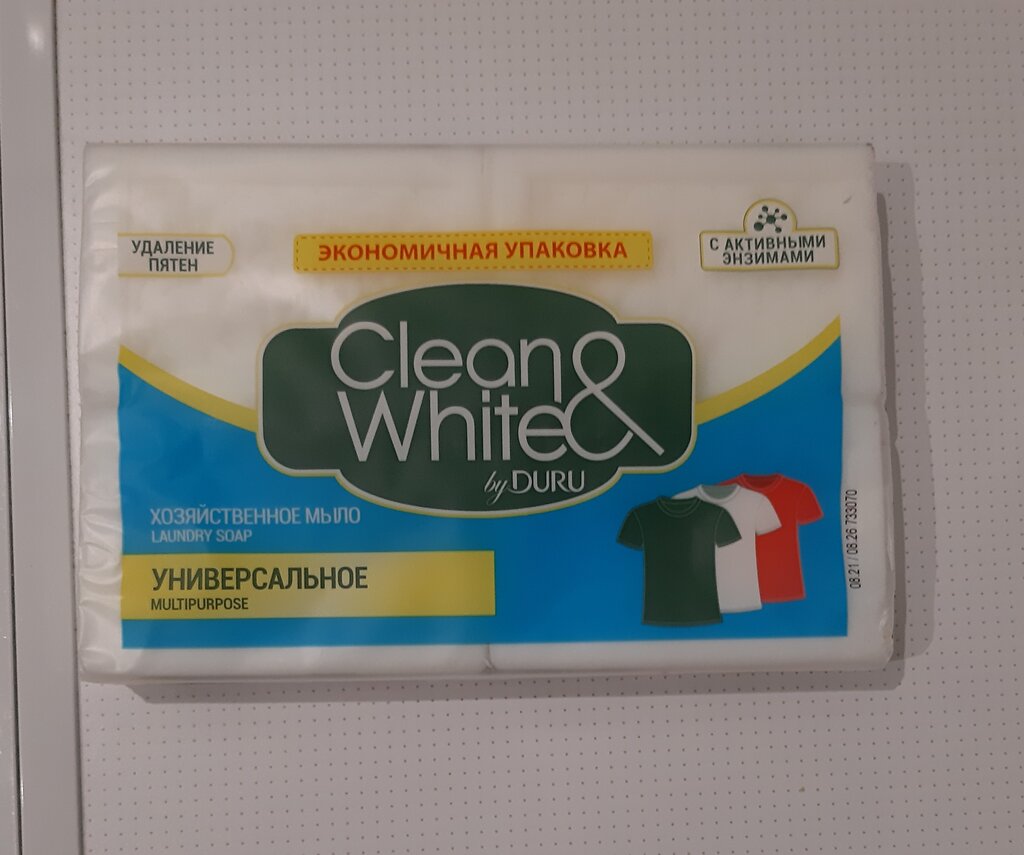 УДАЛЕНИЕ
ПЯТЕН
ЭКОНОМИЧНАЯ УПАКОВКА
С АКТИВНЫМИ
ЭНЗИМАМИ
Clean &
White
by DURU
ХОЗЯЙСТВЕННОЕ МЫЛО
LAUNDRY SOAP
УНИВЕРСАЛЬНОЕ
MULTIPURPOSE
08.21 / 08.26 733070